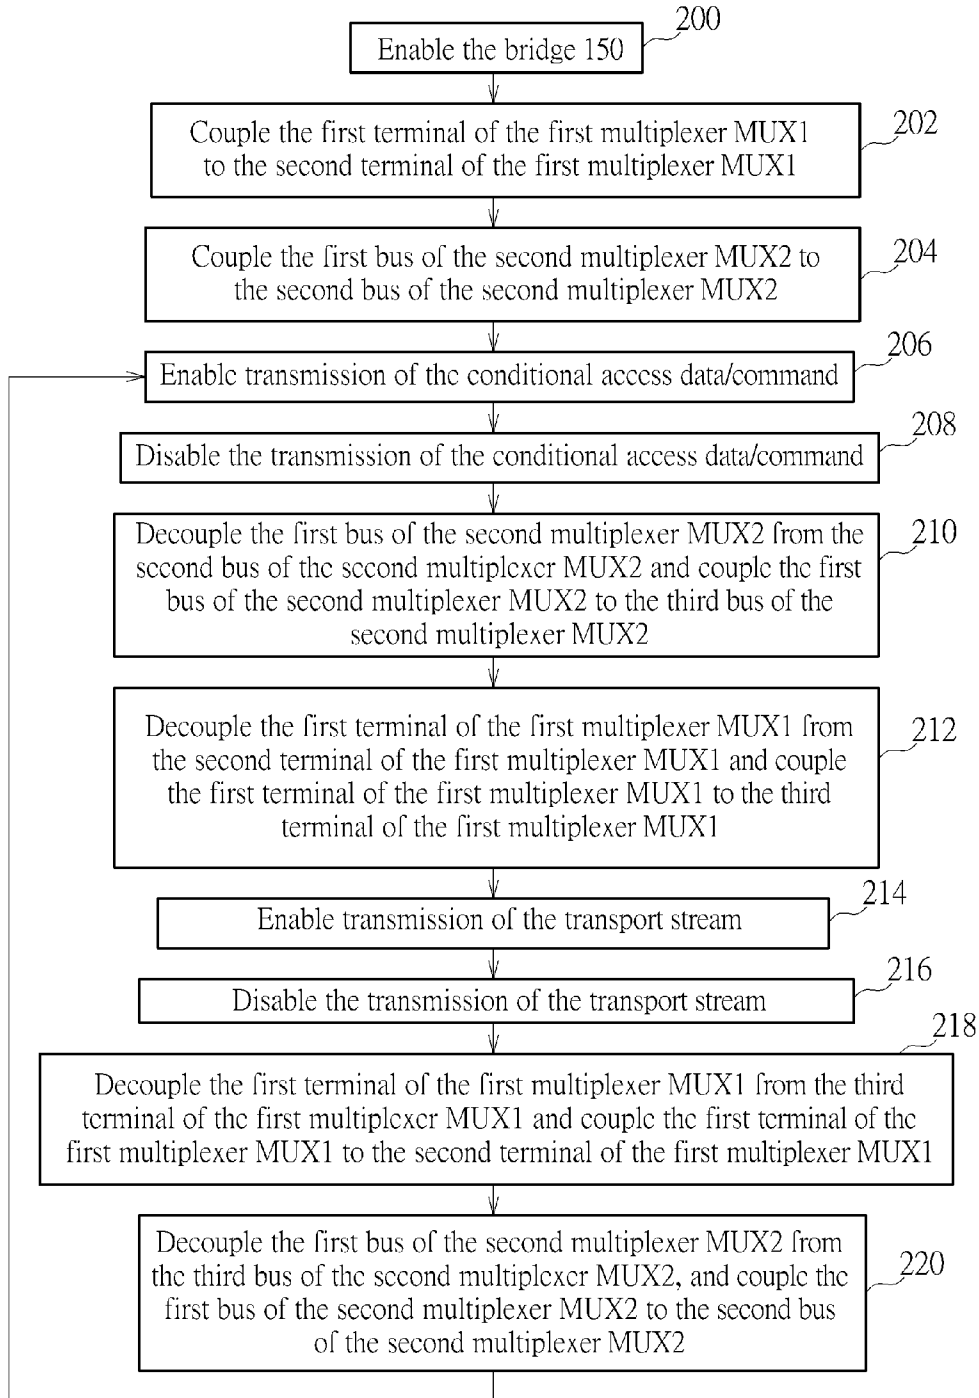 200
Enable the bridge 150
202
Couple the first terminal of the first multiplexer MUX1
to the second terminal of the first multiplexer MUX1
204
Couple the first bus of the second multiplexer MUX2 to
the second bus of the second multiplexer MUX2
206
Enable transmission of the conditional access data/command
208
Disable the transmission of the conditional access data/command
210
Decouple the first bus of the second multiplexer MUX2 from the
second bus of the second multiplexer MUX2 and couple the first
bus of the second multiplexer MUX2 to the third bus of the
second multiplexer MUX2
212
Decouple the first terminal of the first multiplexer MUX1 from
the second terminal of the first multiplexer MUX1 and couple
the first terminal of the first multiplexer MUX1 to the third
terminal of the first multiplexer MUX1
214
Enable transmission of the transport stream
216
Disable the transmission of the transport stream
218
Decouple the first terminal of the first multiplexer MUX1 from the third
terminal of the first multiplexer MUX1 and couple the first terminal of the
first multiplexer MUX1 to the second terminal of the first multiplexer MUX1
220
Decouple the first bus of the second multiplexer MUX2 from
the third bus of the second multiplexer MUX2, and couple the
first bus of the second multiplexer MUX2 to the second bus
of the second multiplexer MUX2